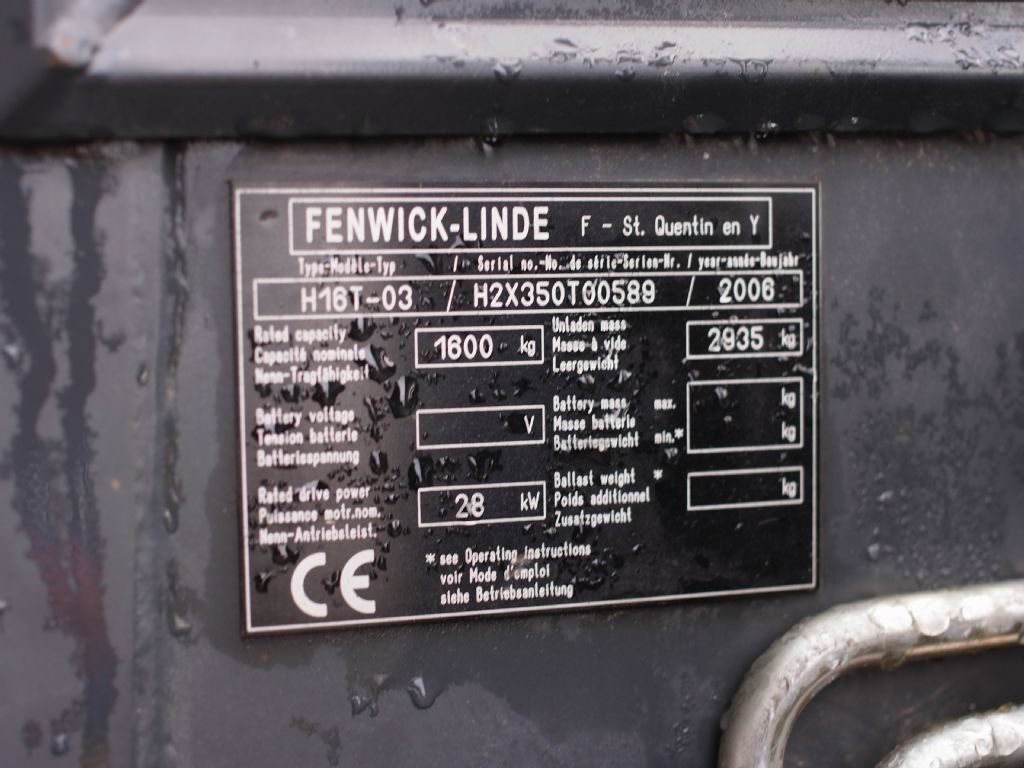 FENWICK-LINDE F - St. Quentin en Y
Type-Modèle-Typ / Serial no.-No. de série-Serien-Nr. / year-année-Baujahr
H16T-03 / H2X350T00589 / 2006
Rated capacity
Capacité nominale
Nenn-Tragfähigkeit
1600 kg
Unladen mass
Masse à vide
Leergewicht
2935 kg
Battery voltage
Tension batterie
Batteriespannung
V
Battery mass max.
Masse batterie
Batteriegewicht min.*
kg
kg
Rated drive power
Puissance motr.nom.
Nenn-Antriebsleist.
28 kW
Ballast weight *
Poids additionnel
Zusatzgewicht
kg
CE
* see Operating instructions
voir Mode d'emploi
siehe Betriebsanleitung